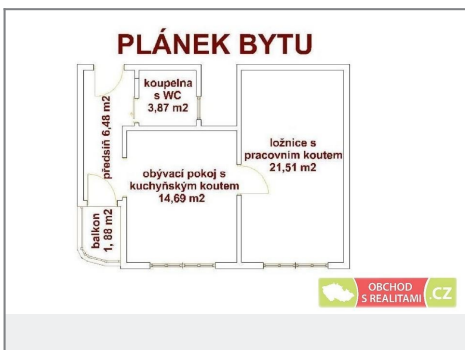 PLÁNEK BYTU
koupelna
s WC
3,87 m2
předsíň 6,48 m2
ložnice s
pracovním koutem
21,51 m2
obývací pokoj s
kuchyňským koutem
14,69 m2
balkon
1, 88 m2
OBCHOD
S REALITAMI
.CZ